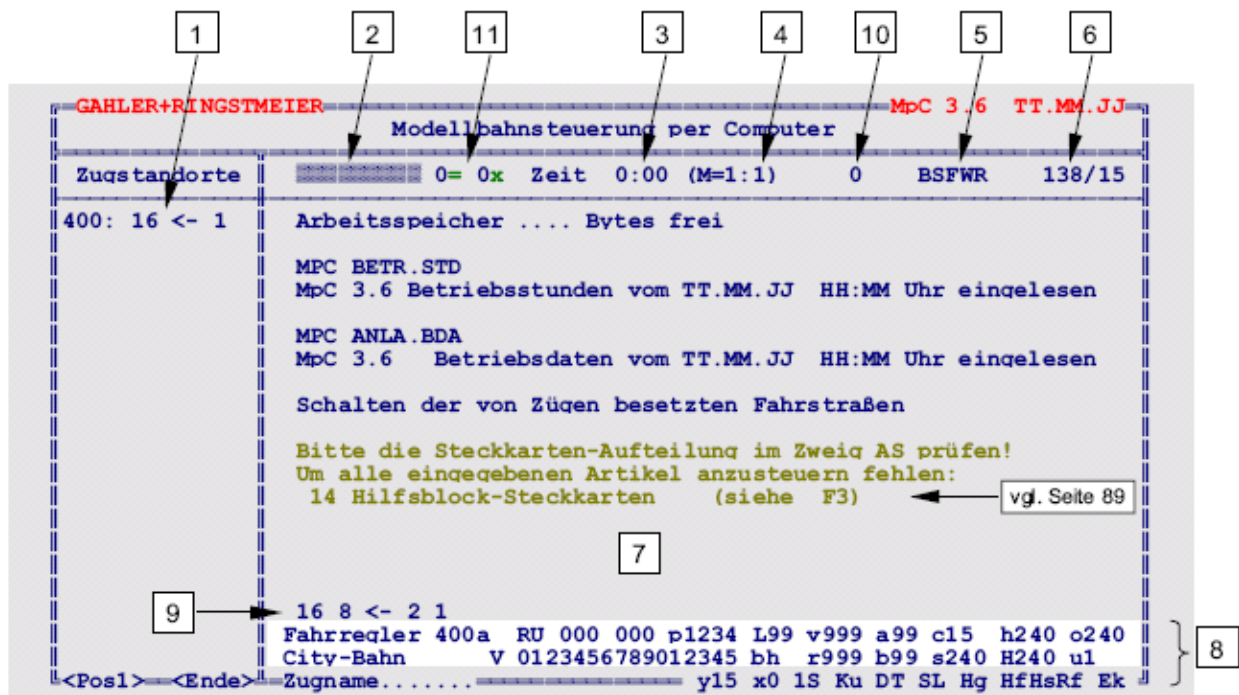 1 2 11 3 4 10 5 6
GAHLER+RINGSTMEIER MpC 3.6 TT.MM.JJ
Modellbahnsteuerung per Computer
Zugstandorte 0= 0x Zeit 0:00 (M=1:1) 0 BSFWR 138/15
400: 16 <- 1 Arbeitsspeicher .... Bytes frei
MPC BETR.STD
MpC 3.6 Betriebsstunden vom TT.MM.JJ HH:MM Uhr eingelesen
MPC ANLA.BDA
MpC 3.6 Betriebsdaten vom TT.MM.JJ HH:MM Uhr eingelesen
Schalten der von Zügen besetzten Fahrstraßen
Bitte die Steckkarten-Aufteilung im Zweig AS prüfen!
Um alle eingegebenen Artikel anzusteuern fehlen:
14 Hilfsblock-Steckkarten (siehe F3) vgl. Seite 89
7
9 16 8 <- 2 1
Fahrregler 400a RU 000 000 p1234 L99 v999 a99 c15 h240 o240
8
City-Bahn V 0123456789012345 bh r999 b99 s240 H240 u1
<Pos1> <Ende> Zugname....... y15 x0 1S Ku DT SL Hg HfHsRf Ek